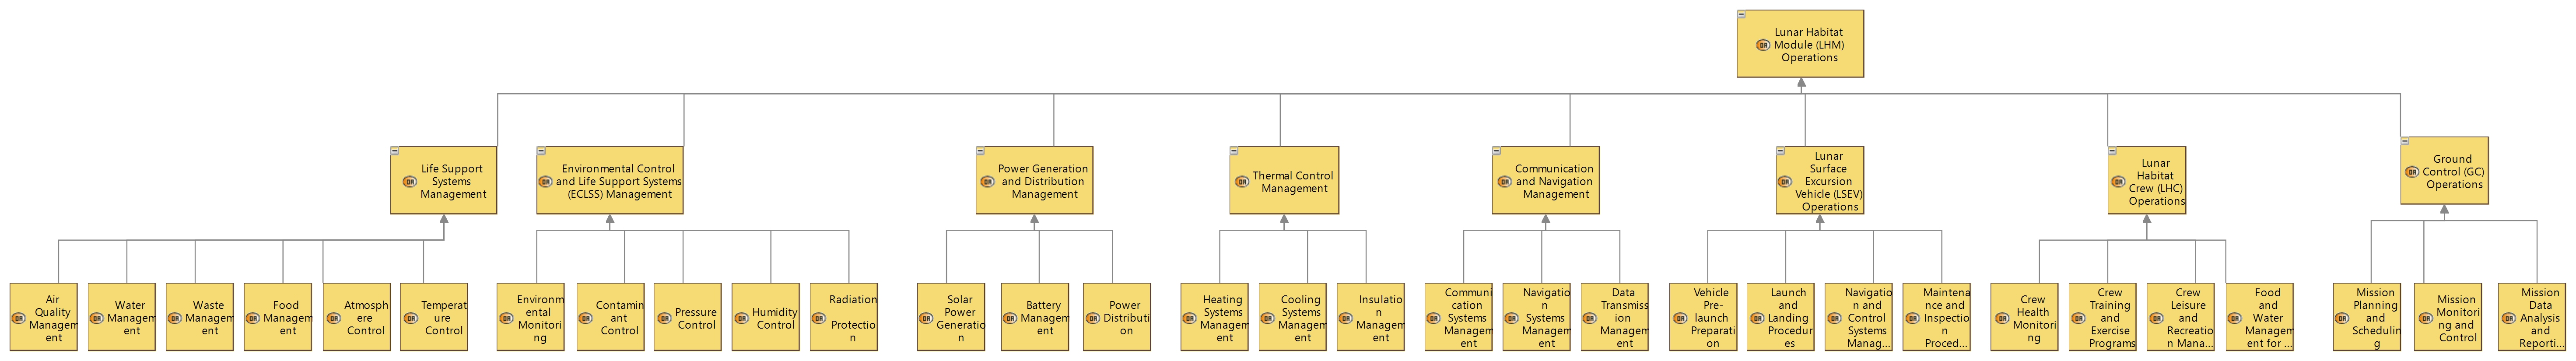 Lunar Habitat
Module (LHM)
Operations
Life Support
Systems
Management
Environmental Control
and Life Support Systems
(ECLSS) Management
Power Generation
and Distribution
Management
Thermal Control
Management
Communication
and Navigation
Management
Lunar
Surface
Excursion
Vehicle (LSEV)
Operations
Lunar
Habitat
Crew (LHC)
Operations
Ground
Control (GC)
Operations
Air
Quality
Managem
ent
Water
Managem
ent
Waste
Managem
ent
Food
Managem
ent
Atmosph
ere
Control
Temperat
ure
Control
Environm
ental
Monitori
ng
Contamin
ant
Control
Pressure
Control
Humidity
Control
Radiation
Protectio
n
Solar
Power
Generatio
n
Battery
Managem
ent
Power
Distributi
on
Heating
Systems
Managem
ent
Cooling
Systems
Managem
ent
Insulatio
n
Managem
ent
Communi
cation
Systems
Managem
ent
Navigatio
n
Systems
Managem
ent
Data
Transmiss
ion
Managem
ent
Vehicle
Pre-
launch
Preparati
on
Launch
and
Landing
Procedur
es
Navigatio
n and
Control
Systems
Manag...
Maintena
nce and
Inspectio
n
Proced...
Crew
Health
Monitori
ng
Crew
Training
and
Exercise
Programs
Crew
Leisure
and
Recreatio
n Mana...
Food
and
Water
Managem
ent for ...
Mission
Planning
and
Schedulin
g
Mission
Monitori
ng and
Control
Mission
Data
Analysis
and
Reporti...